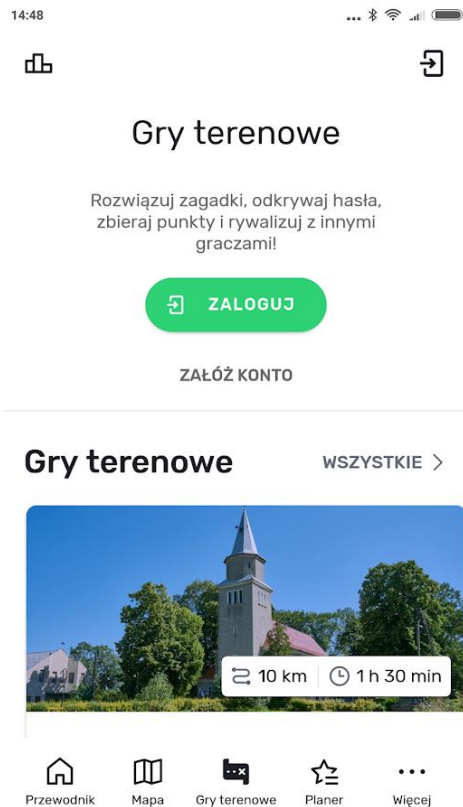 14:48
Gry terenowe
Rozwiązuj zagadki, odkrywaj hasła,
zbieraj punkty i rywalizuj z innymi
graczami!
ZALOGUJ
ZAŁÓŻ KONTO
Gry terenowe
WSZYSTKIE
10 km
1 h 30 min
Przewodnik
Mapa
Gry terenowe
Planer
Więcej